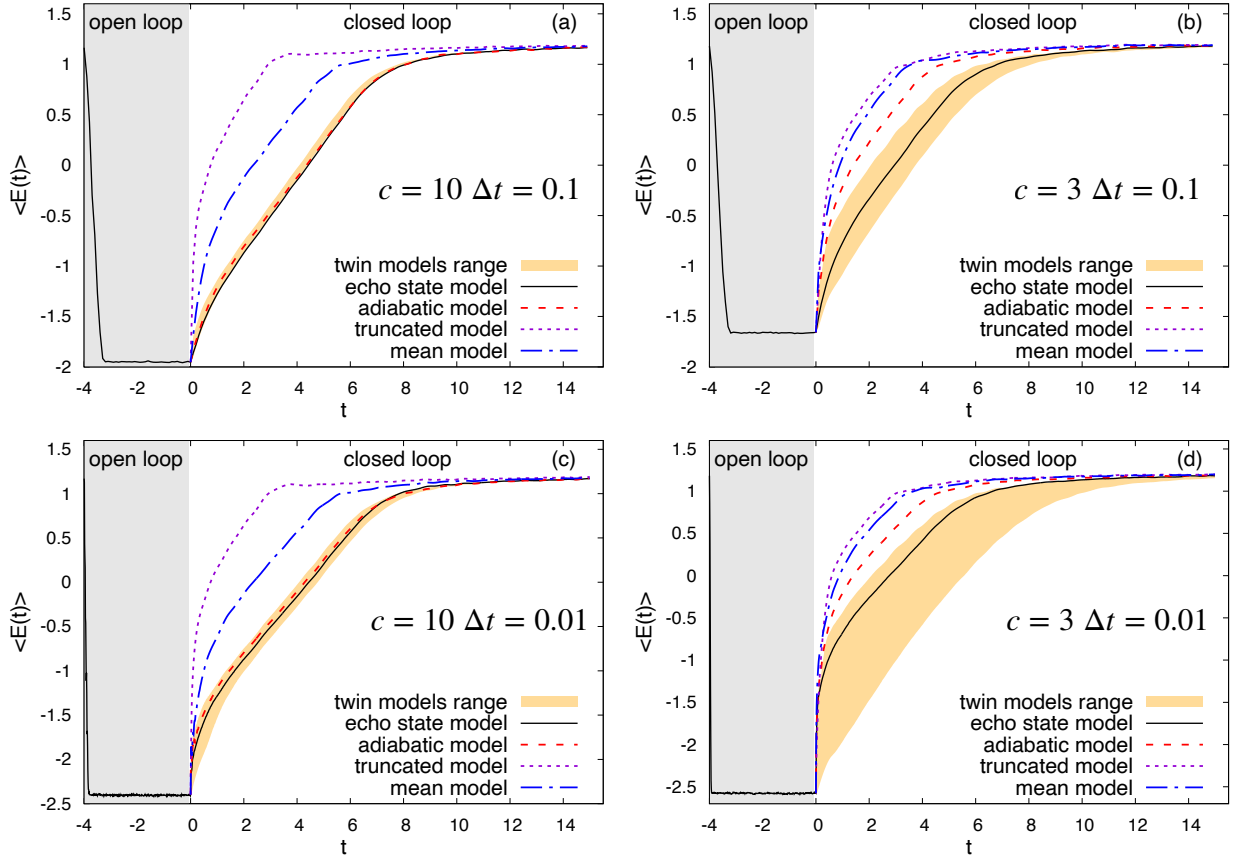 open loop closed loop (a)
1.5
1
0.5
0
-0.5
-1
-1.5
-2
<E(t)>
c = 10 Δt = 0.1
twin models range
echo state model
adiabatic model
truncated model
mean model
-4 -2 0 2 4 6 8 10 12 14
t
open loop closed loop (b)
1.5
1
0.5
0
-0.5
-1
-1.5
-2
<E(t)>
c = 3 Δt = 0.1
twin models range
echo state model
adiabatic model
truncated model
mean model
-4 -2 0 2 4 6 8 10 12 14
t
open loop closed loop (c)
1.5
1
0.5
0
-0.5
-1
-1.5
-2
-2.5
<E(t)>
c = 10 Δt = 0.01
twin models range
echo state model
adiabatic model
truncated model
mean model
-4 -2 0 2 4 6 8 10 12 14
t
open loop closed loop (d)
1.5
1
0.5
0
-0.5
-1
-1.5
-2
-2.5
<E(t)>
c = 3 Δt = 0.01
twin models range
echo state model
adiabatic model
truncated model
mean model
-4 -2 0 2 4 6 8 10 12 14
t